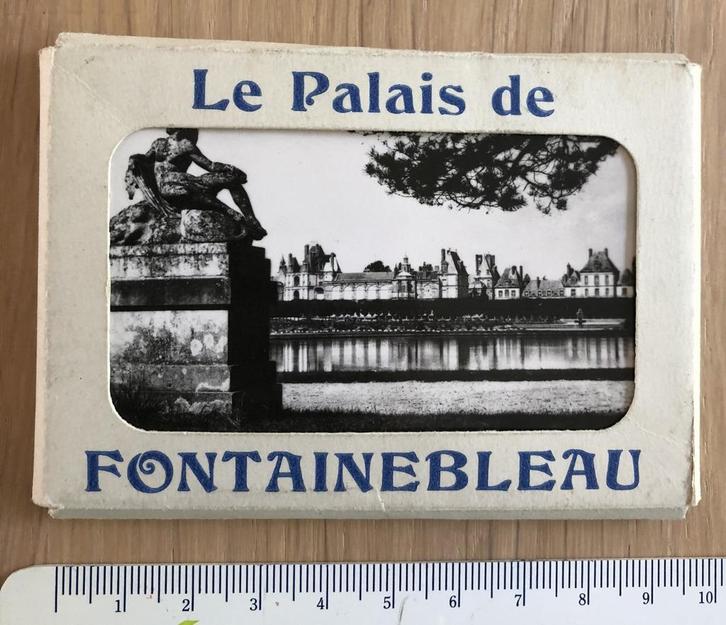 Le Palais de
FONTAINEBLEAU
1 2 3 4 5 6 7 8 9 10